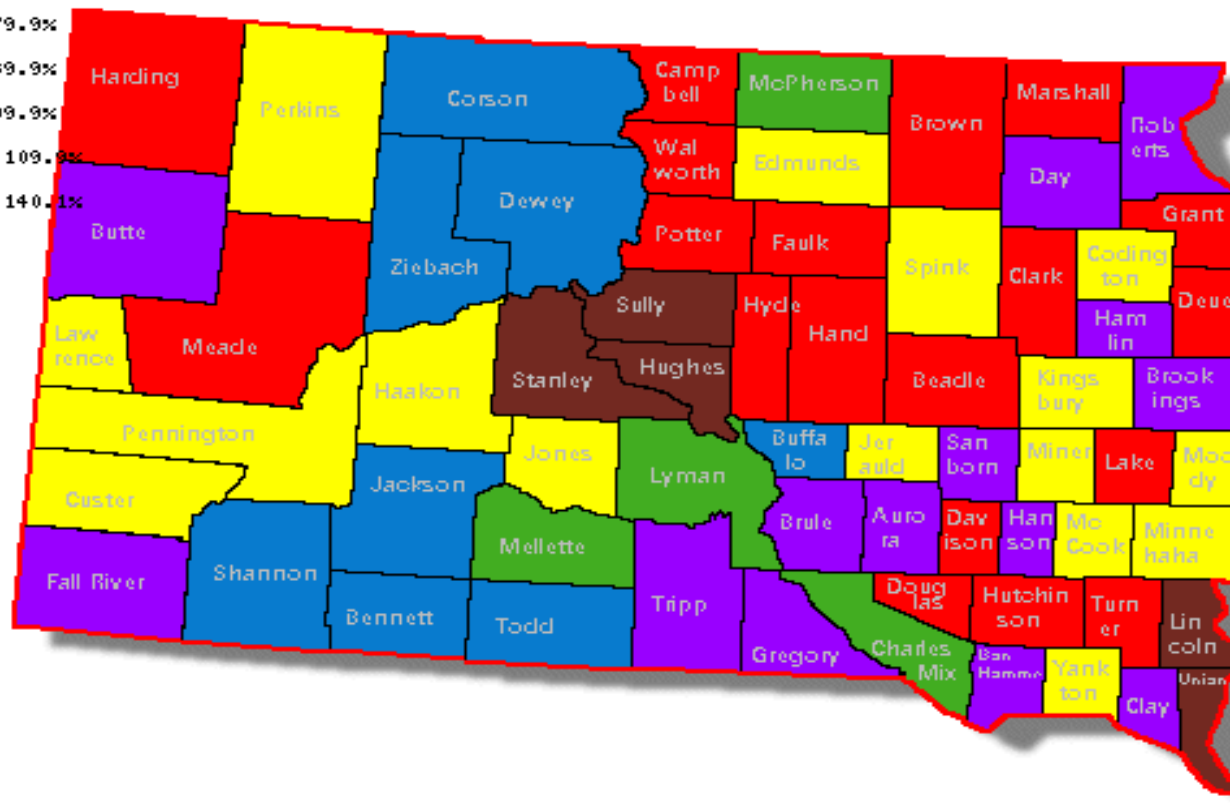 79.9%
89.9%
99.9%
109.9%
140.1%
Harding
Perkins
Corson
Camp
bell
McPherson
Brown
Marshall
Rob
erts
Wal
worth
Edmunds
Day
Dewey
Butte
Ziebach
Potter
Faulk
Spink
Clark
Grant
Coding
ton
Deue
Ham
lin
Law
rence
Meade
Haakon
Stanley
Sully
Hughes
Hyde
Hand
Beadle
Kings
bury
Brook
ings
Pennington
Custer
Jackson
Jones
Lyman
Buffa
lo
Jer
auld
San
born
Miner
Lake
Moo
dy
Fall River
Shannon
Bennett
Mellette
Todd
Tripp
Gregory
Brule
Auro
ra
Dav
ison
Han
son
Mc
Cook
Minne
haha
Charles
Mix
Doug
las
Hutchin
son
Turn
er
Lin
coln
Bon
Homme
Yank
ton
Clay
Union